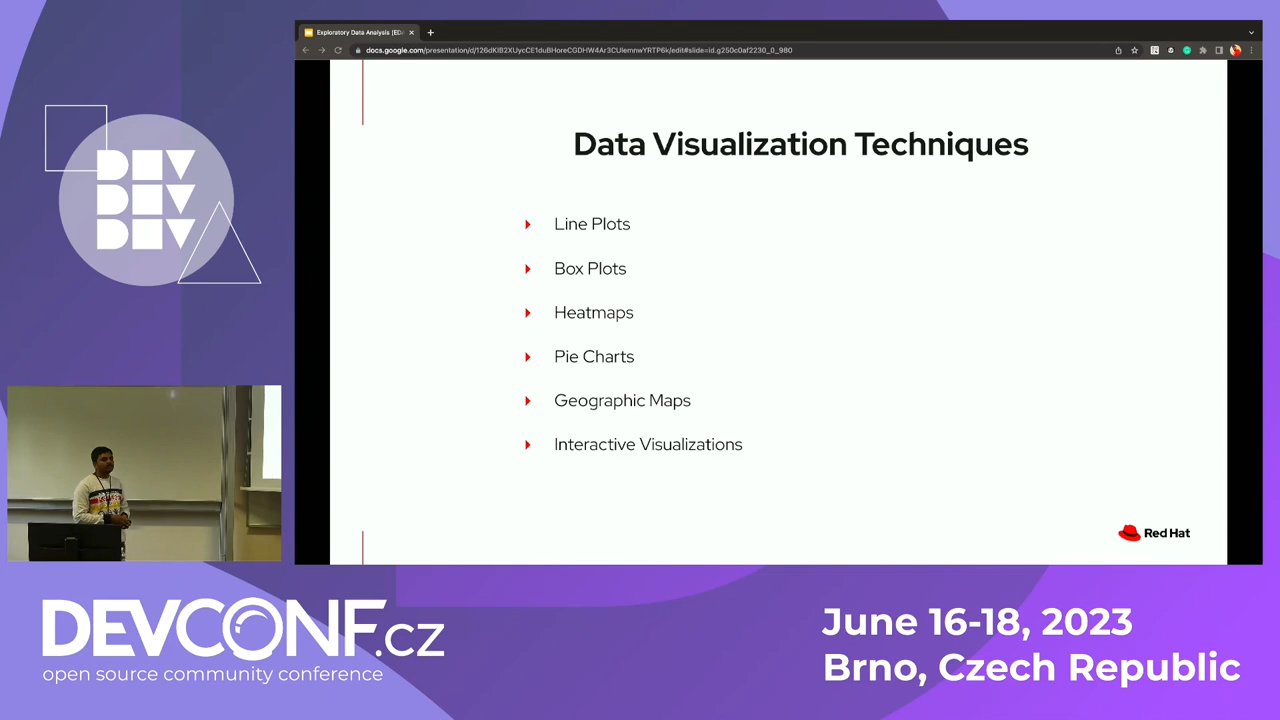 Exploratory Data Analysis [EDA
docs.google.com/presentation/d/126dKIB2XUycCE1duBHoreCGDHW4Ar3CUlemnwYRTP6k/edit#slide=id.g250c0af2230_0_980
Data Visualization Techniques
Line Plots
Box Plots
Heatmaps
Pie Charts
Geographic Maps
Interactive Visualizations
Red Hat
DEV
DEV
DEV
DEVCONF.cz
open source community conference
June 16-18, 2023
Brno, Czech Republic